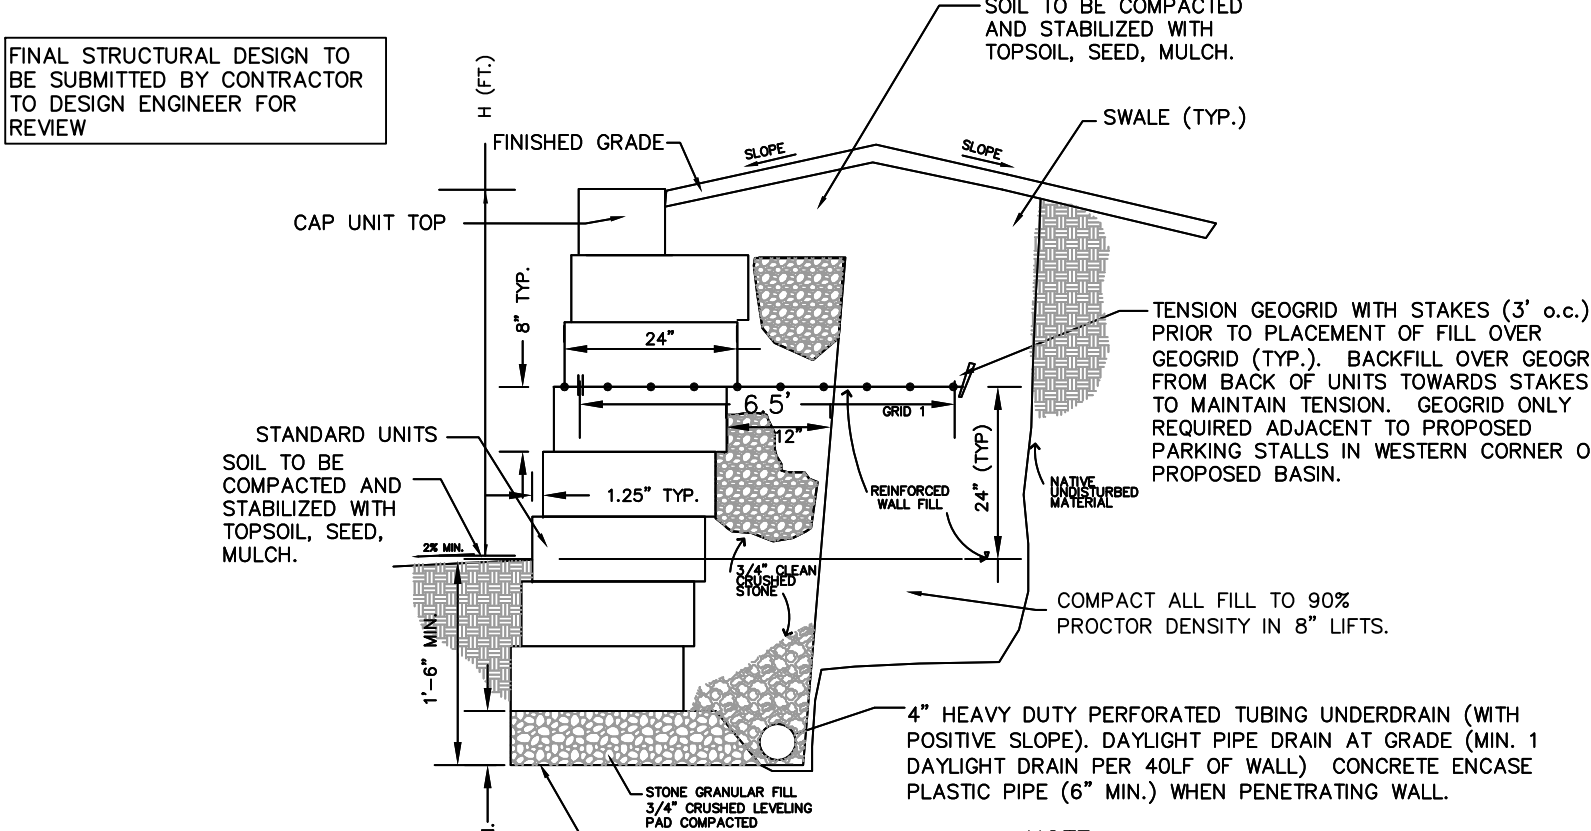 SOIL TO BE COMPACTED
AND STABILIZED WITH
TOPSOIL, SEED, MULCH.
FINAL STRUCTURAL DESIGN TO
BE SUBMITTED BY CONTRACTOR
TO DESIGN ENGINEER FOR
REVIEW
H (FT.)
FINISHED GRADE
SLOPE
SLOPE
SWALE (TYP.)
CAP UNIT TOP
8" TYP.
24"
TENSION GEOGRID WITH STAKES (3' o.c.)
PRIOR TO PLACEMENT OF FILL OVER
GEOGRID (TYP.). BACKFILL OVER GEOGR
FROM BACK OF UNITS TOWARDS STAKES
TO MAINTAIN TENSION. GEOGRID ONLY
REQUIRED ADJACENT TO PROPOSED
PARKING STALLS IN WESTERN CORNER O
PROPOSED BASIN.
6.5'
GRID 1
12"
STANDARD UNITS
SOIL TO BE
COMPACTED AND
STABILIZED WITH
TOPSOIL, SEED,
MULCH.
1.25" TYP.
REINFORCED
WALL FILL
24" (TYP)
NATIVE
UNDISTURBED
MATERIAL
2% MIN.
3/4" CLEAN
CRUSHED
STONE
COMPACT ALL FILL TO 90%
PROCTOR DENSITY IN 8" LIFTS.
1'-6" MIN.
4" HEAVY DUTY PERFORATED TUBING UNDERDRAIN (WITH
POSITIVE SLOPE). DAYLIGHT PIPE DRAIN AT GRADE (MIN. 1
DAYLIGHT DRAIN PER 40LF OF WALL) CONCRETE ENCASE
PLASTIC PIPE (6" MIN.) WHEN PENETRATING WALL.
STONE GRANULAR FILL
3/4" CRUSHED LEVELING
PAD COMPACTED